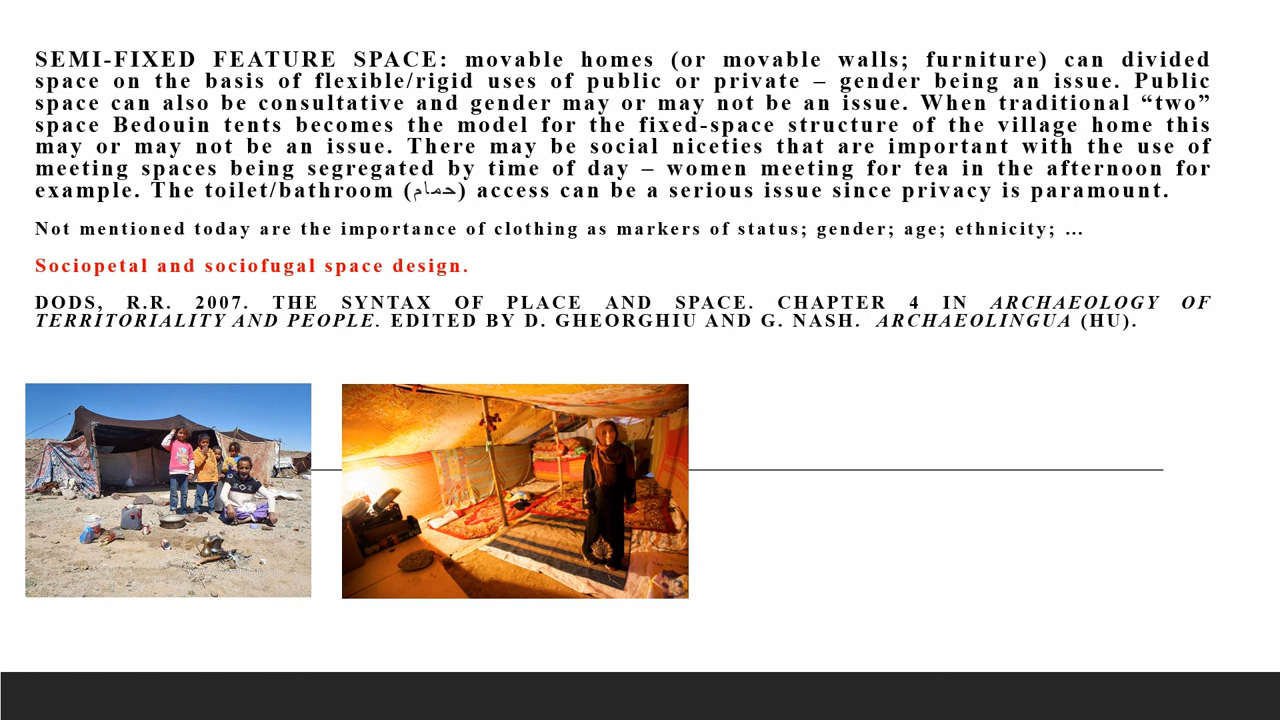 SEMI-FIXED FEATURE SPACE: movable homes (or movable walls; furniture) can divided
space on the basis of flexible/rigid uses of public or private – gender being an issue. Public
space can also be consultative and gender may or may not be an issue. When traditional “two”
space Bedouin tents becomes the model for the fixed-space structure of the village home this
may or may not be an issue. There may be social niceties that are important with the use of
meeting spaces being segregated by time of day – women meeting for tea in the afternoon for
example. The toilet/bathroom (حمام) access can be a serious issue since privacy is paramount.
Not mentioned today are the importance of clothing as markers of status; gender; age; ethnicity; …
Sociopetal and sociofugal space design.
DODS, R.R. 2007. THE SYNTAX OF PLACE AND SPACE. CHAPTER 4 IN ARCHAEOLOGY OF
TERRITORIALITY AND PEOPLE. EDITED BY D. GHEORGHIU AND G. NASH. ARCHAEOLINGUA (HU).